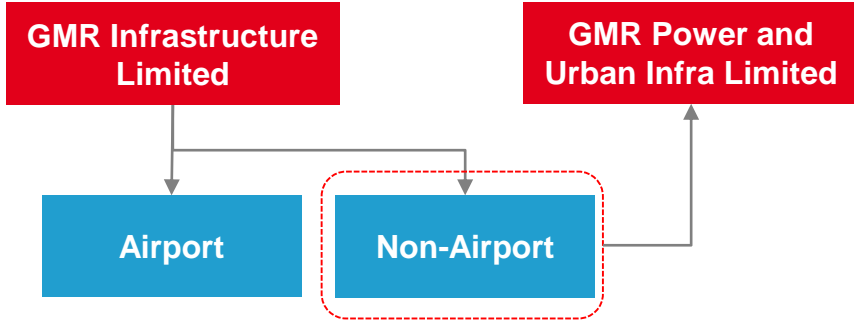 GMR Infrastructure
Limited
GMR Power and
Urban Infra Limited
Airport
Non-Airport